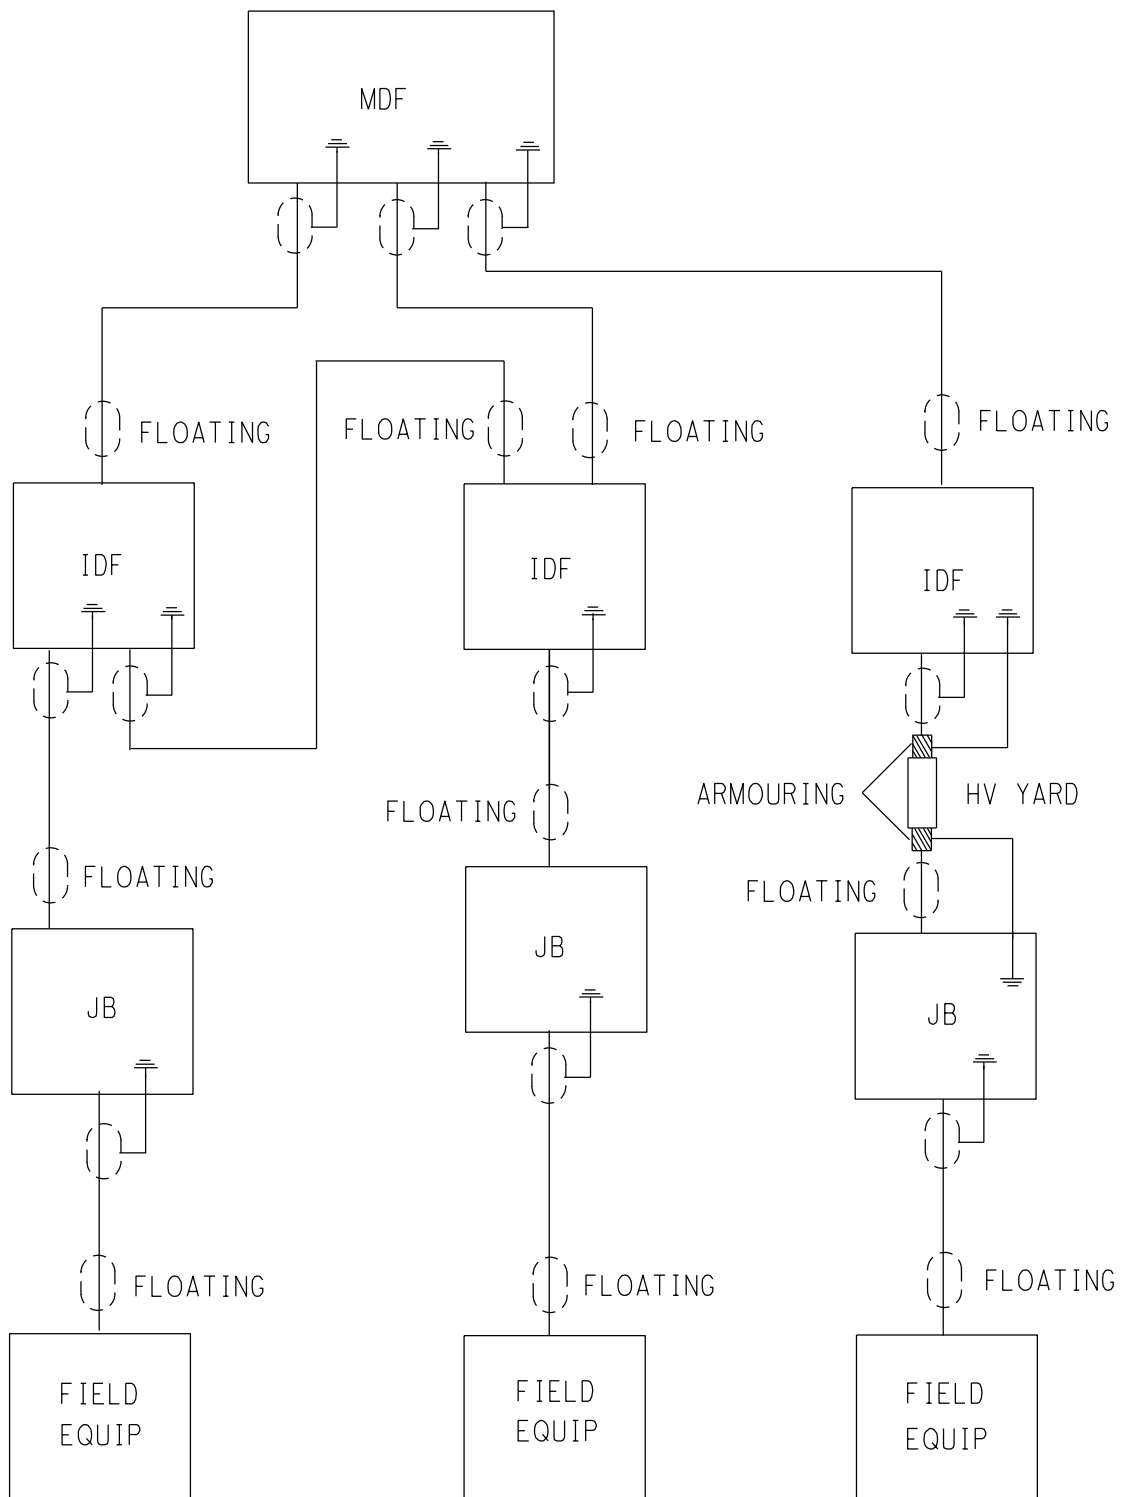 MDF
FLOATING
FLOATING
FLOATING
FLOATING
IDF
IDF
IDF
ARMOURING
HV YARD
FLOATING
FLOATING
FLOATING
JB
JB
JB
FLOATING
FLOATING
FLOATING
FIELD
EQUIP
FIELD
EQUIP
FIELD
EQUIP